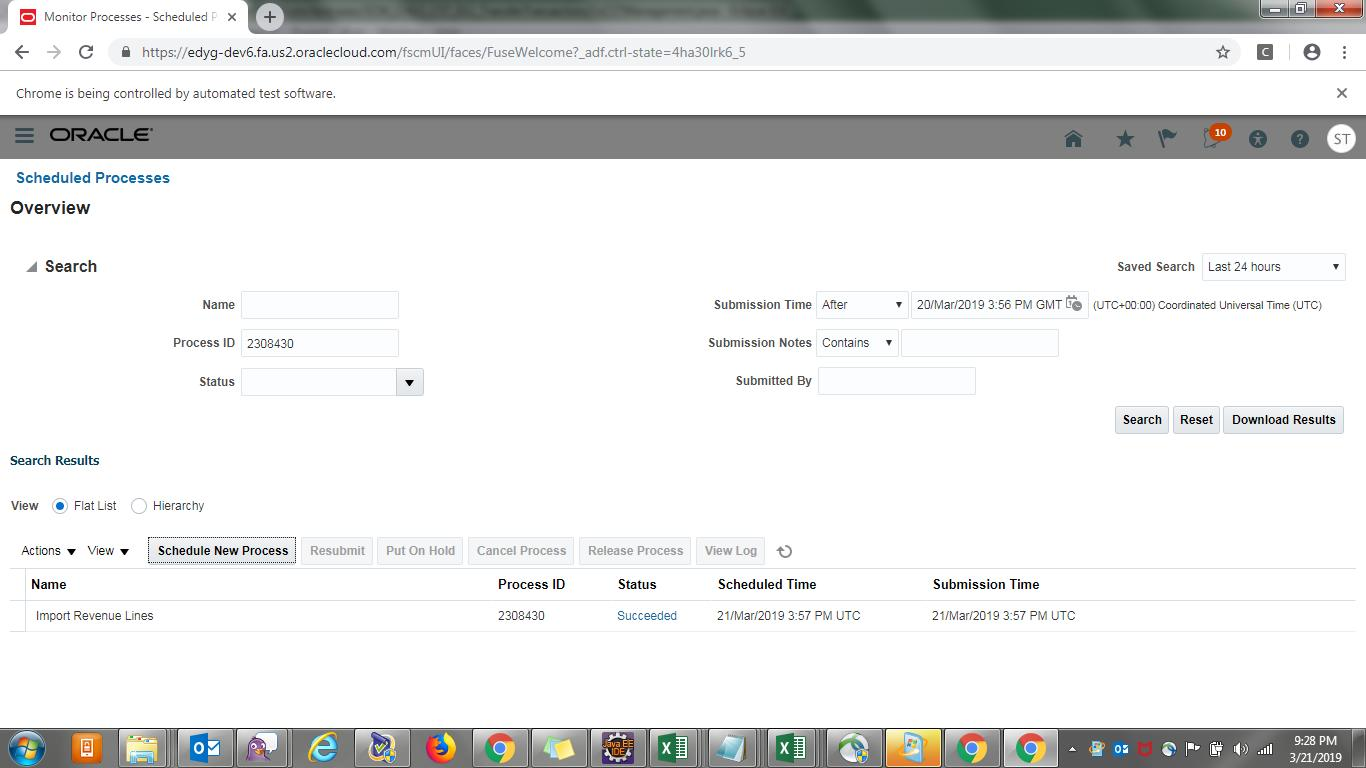 Monitor Processes - Scheduled P
https://edyg-dev6.fa.us2.oraclecloud.com/fscmUI/faces/FuseWelcome?_adf.ctrl-state=4ha30lrk6_5
Chrome is being controlled by automated test software.
ORACLE
10
ST
Scheduled Processes
Overview
Search
Saved Search Last 24 hours
Name
Submission Time After 20/Mar/2019 3:56 PM GMT (UTC+00:00) Coordinated Universal Time (UTC)
Process ID 2308430
Submission Notes Contains
Status
Submitted By
Search Reset Download Results
Search Results
View Flat List Hierarchy
Actions View Schedule New Process Resubmit Put On Hold Cancel Process Release Process View Log
Name Process ID Status Scheduled Time Submission Time
Import Revenue Lines 2308430 Succeeded 21/Mar/2019 3:57 PM UTC 21/Mar/2019 3:57 PM UTC
Java EE
IDE
9:28 PM
3/21/2019